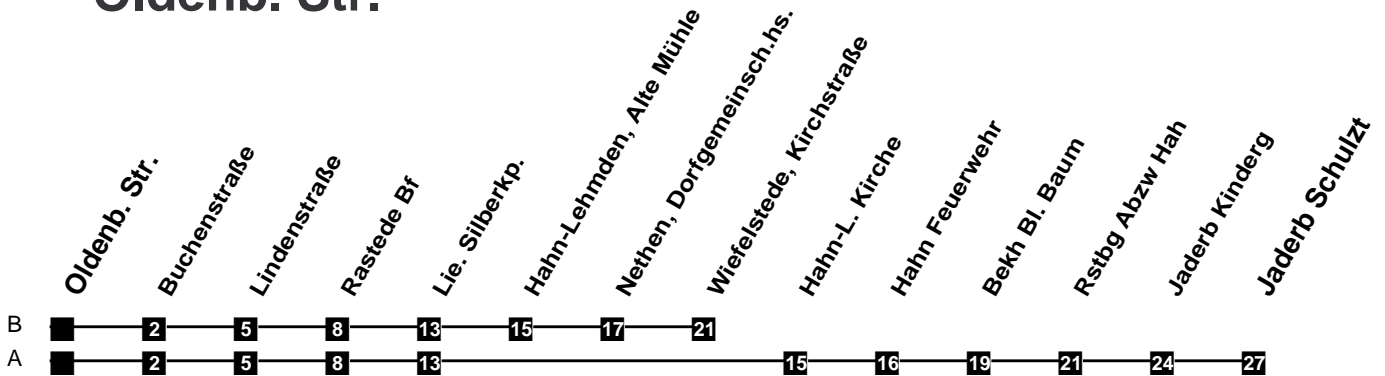 Oldenb. Str.
Oldenb. Str.
Buchenstraße
Lindenstraße
Rastede Bf
Lie. Silberkp.
Hahn-Lehmden, Alte Mühle
Nethen, Dorfgemeinsch.hs.
Wiefelstede, Kirchstraße
Hahn-L. Kirche
Hahn Feuerwehr
Bekh Bl. Baum
Rstbg Abzw Hah
Jaderb Kinderg
Jaderb Schulzt
B 2 5 8 13 15 17 21
A 2 5 8 13 15 16 19 21 24 27